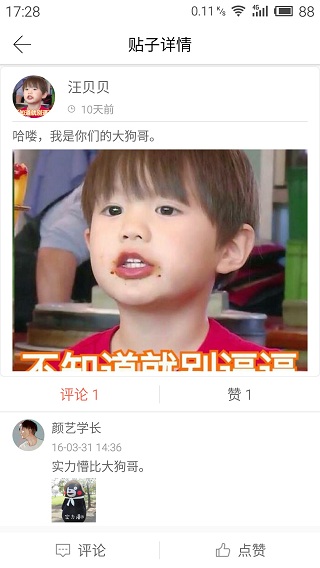 17:28
0.11 K/s
4G
88
贴子详情
汪贝贝
10天前
哈喽，我是你们的大狗哥。
不知道就别逼逼
评论 1
赞 1
颜艺学长
16-03-31 14:36
实力懵比大狗哥。
评论
点赞